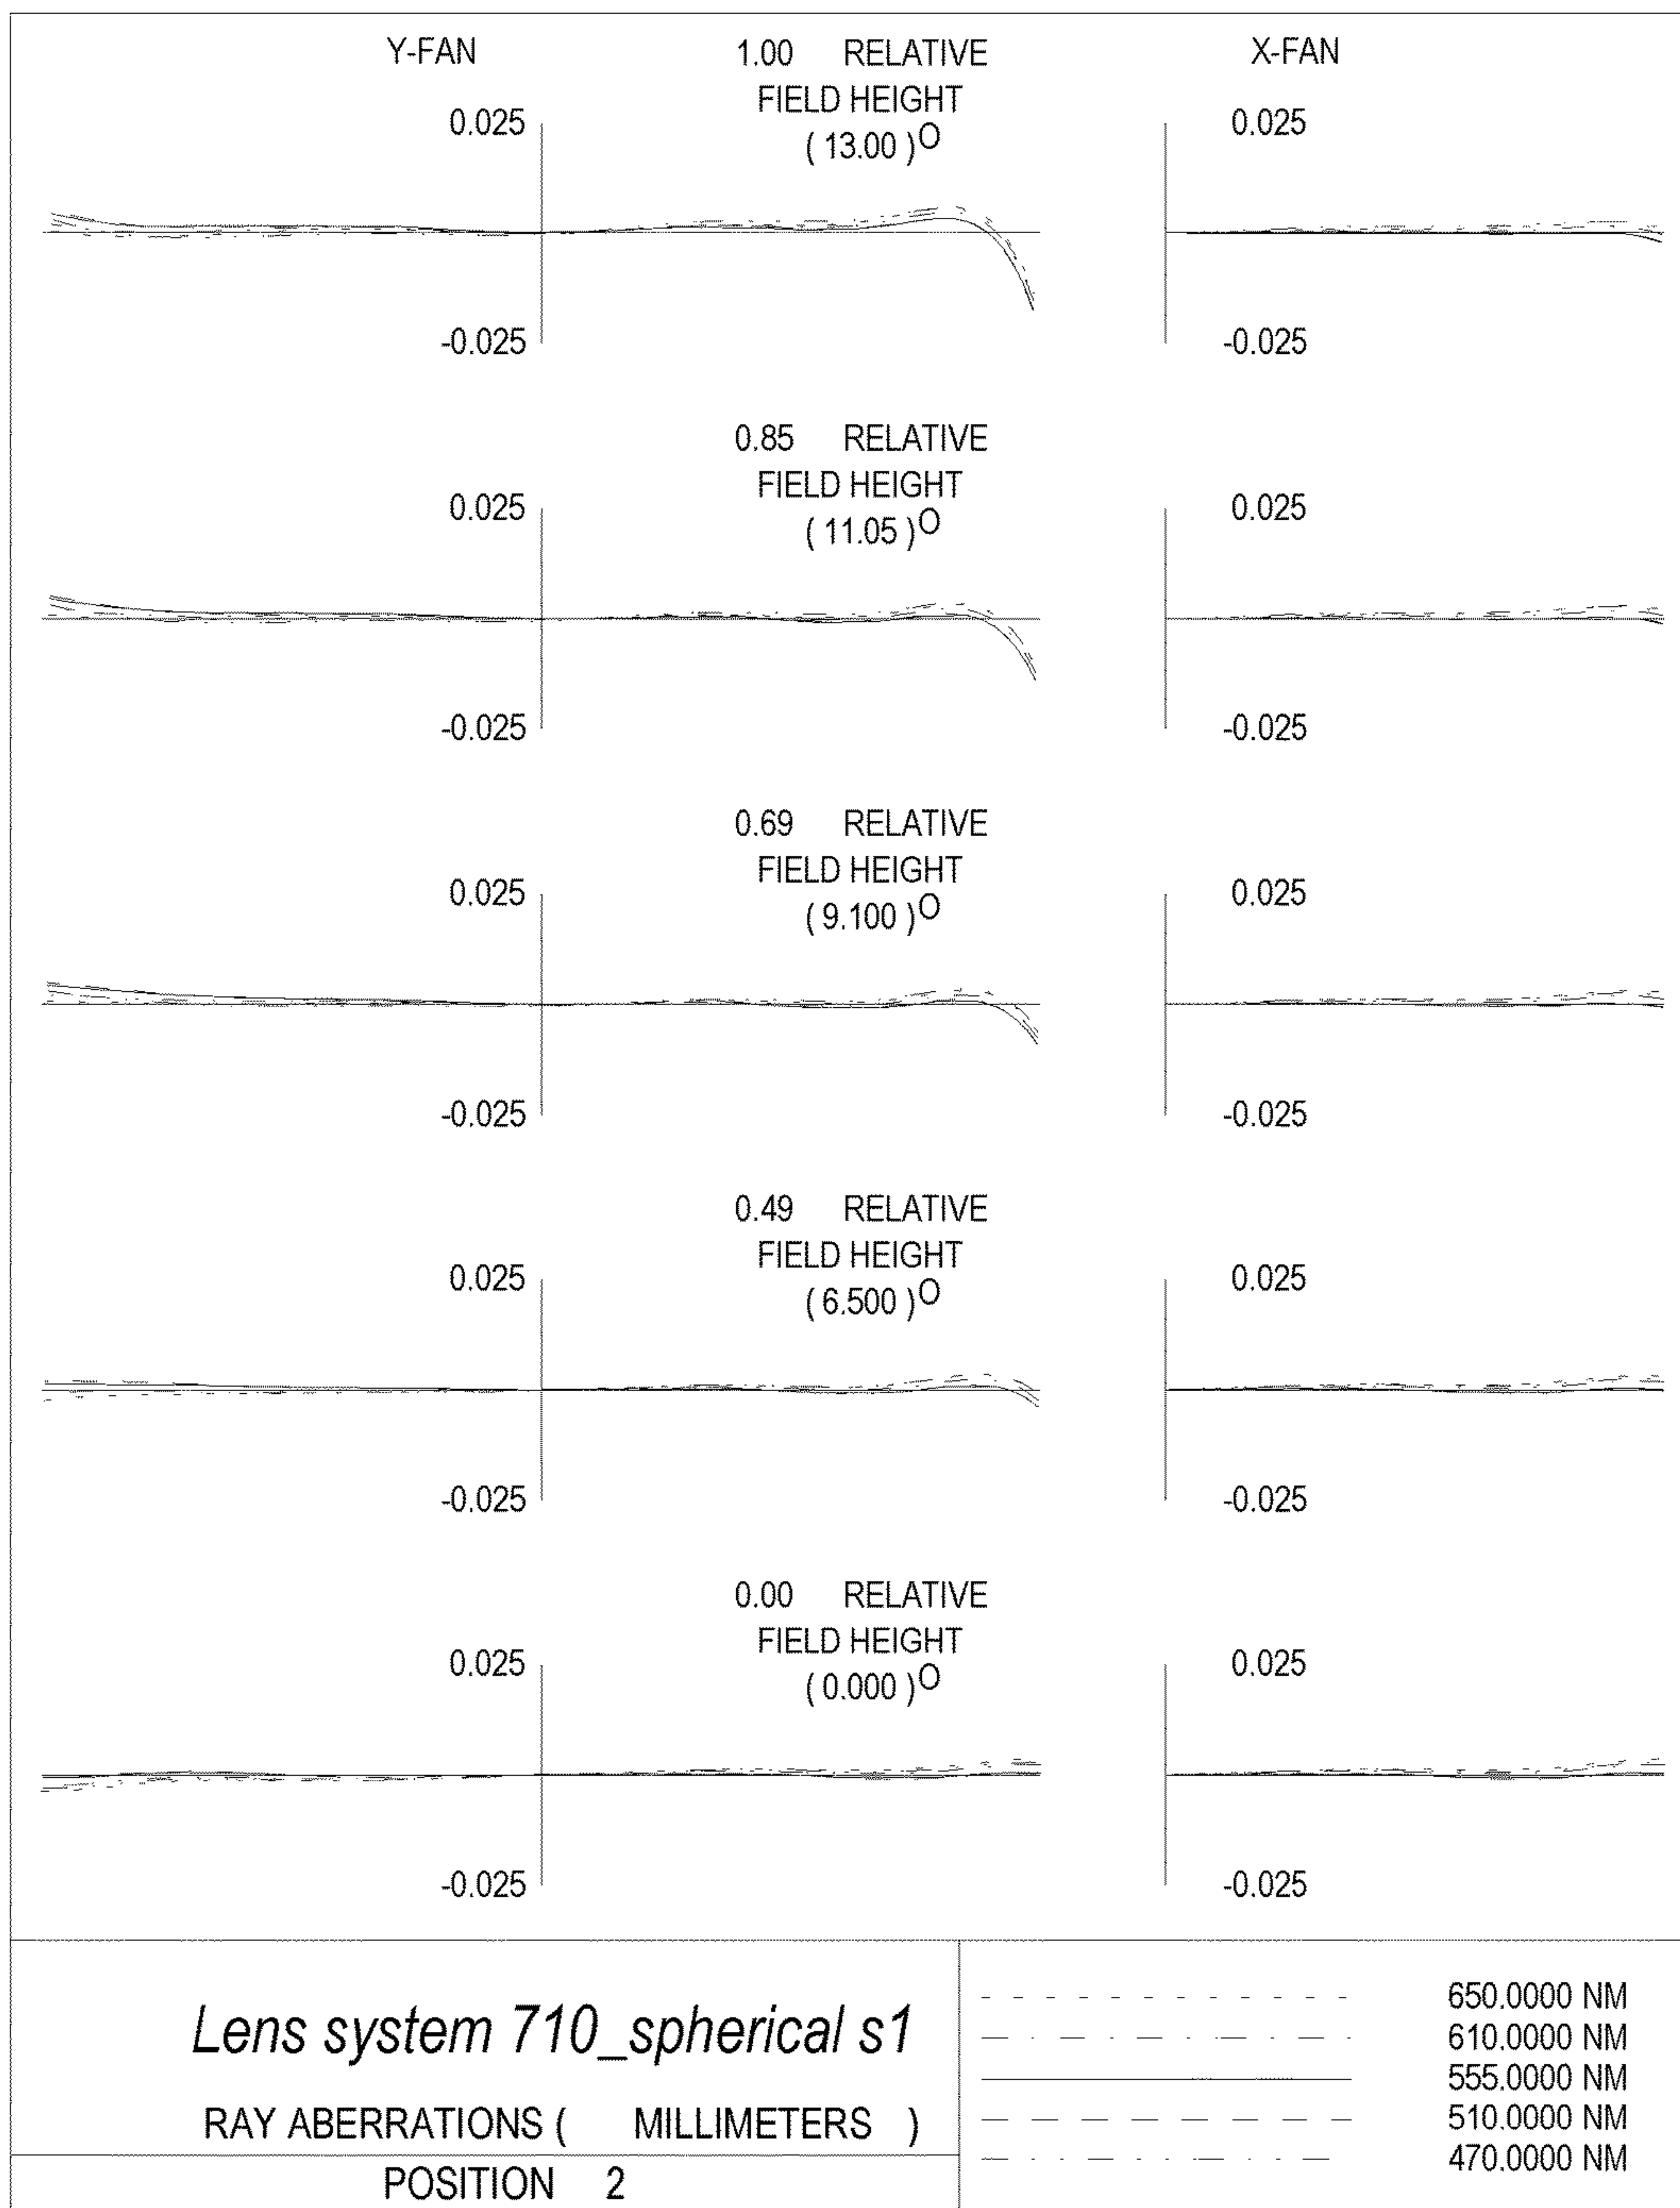 Y-FAN 1.00 RELATIVE X-FAN
FIELD HEIGHT
0.025 ( 13.00 )O 0.025
-0.025 -0.025
0.85 RELATIVE
FIELD HEIGHT
0.025 ( 11.05 )O 0.025
-0.025 -0.025
0.69 RELATIVE
FIELD HEIGHT
0.025 ( 9.100 )O 0.025
-0.025 -0.025
0.49 RELATIVE
FIELD HEIGHT
0.025 ( 6.500 )O 0.025
-0.025 -0.025
0.00 RELATIVE
FIELD HEIGHT
0.025 ( 0.000 )O 0.025
-0.025 -0.025
Lens system 710_spherical s1
RAY ABERRATIONS ( MILLIMETERS )
POSITION 2
650.0000 NM
610.0000 NM
555.0000 NM
510.0000 NM
470.0000 NM